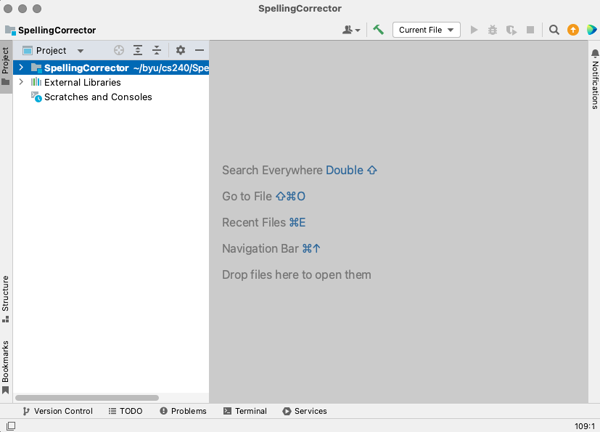 SpellingCorrector
SpellingCorrector
Current File
Project
Project
SpellingCorrector ~/byu/cs240/Spe
External Libraries
Scratches and Consoles
Notifications
Search Everywhere Double ⇧
Go to File ⇧⌘O
Recent Files ⌘E
Navigation Bar ⌘↑
Drop files here to open them
Structure
Bookmarks
Version Control
TODO
Problems
Terminal
Services
109:1